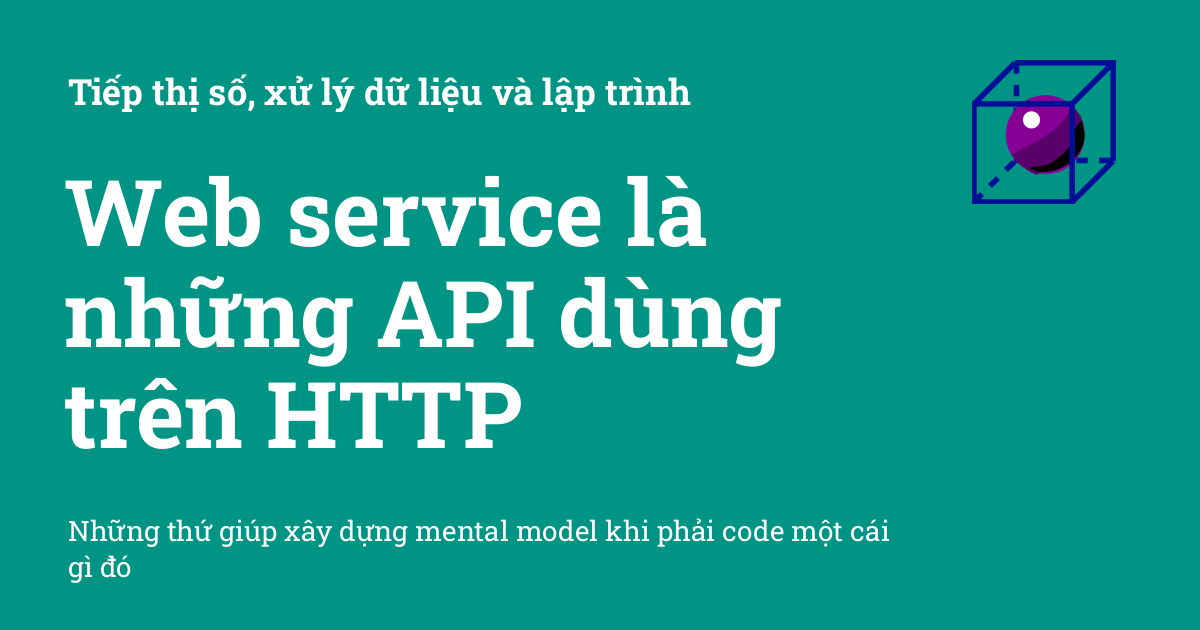 Tiếp thị số, xử lý dữ liệu và lập trình
Web service là
những API dùng
trên HTTP
Những thứ giúp xây dựng mental model khi phải code một cái
gì đó